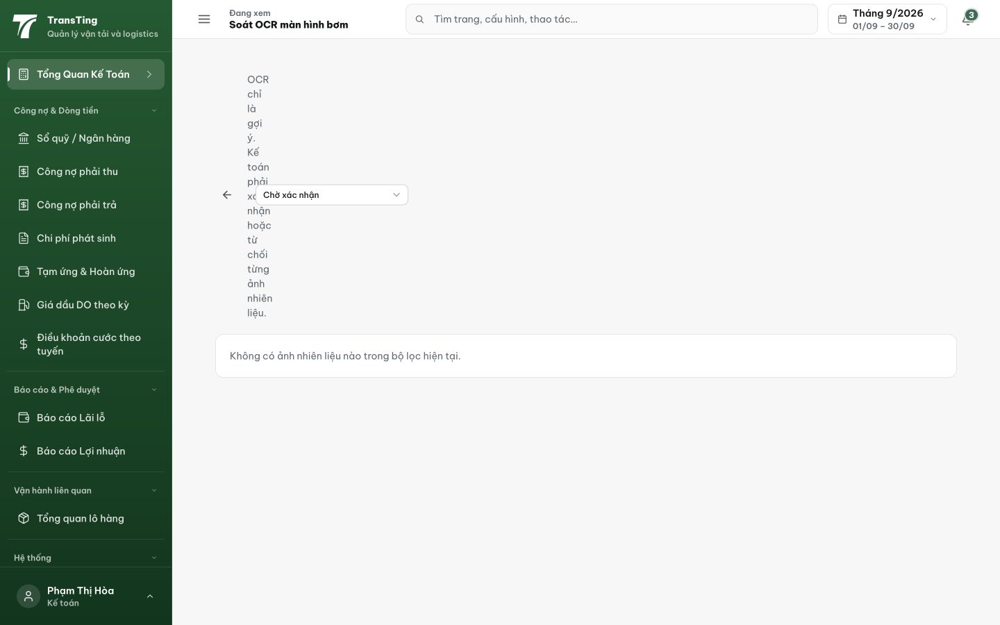 TransTing
Quản lý vận tải và logistics
Tổng Quan Kế Toán
Công nợ & Dòng tiền
Sổ quỹ / Ngân hàng
Công nợ phải thu
Công nợ phải trả
Chi phí phát sinh
Tạm ứng & Hoàn ứng
Giá dầu DO theo kỳ
Điều khoản cước theo
tuyến
Báo cáo & Phê duyệt
Báo cáo Lãi lỗ
Báo cáo Lợi nhuận
Vận hành liên quan
Tổng quan lô hàng
Hệ thống
Phạm Thị Hòa
Kế toán
Đang xem
Soát OCR màn hình bơm
Tìm trang, cấu hình, thao tác...
Tháng 9/2026
01/09 – 30/09
3
OCR
chỉ
là
gợi
ý.
Kế
toán
phải
Chờ xác nhận
nhận
hoặc
từ
chối
từng
ảnh
nhiên
liệu.
Không có ảnh nhiên liệu nào trong bộ lọc hiện tại.